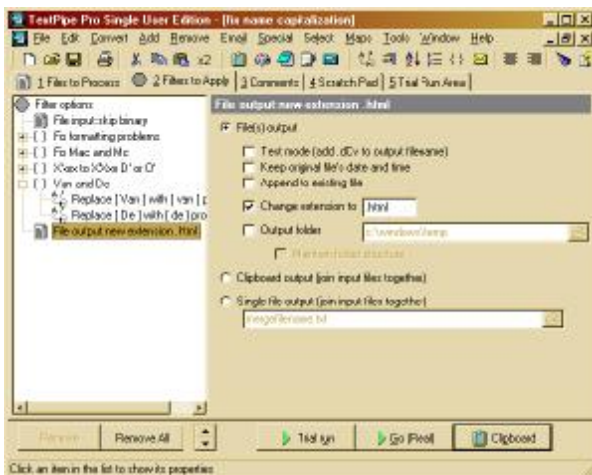 TextPipe Pro Single User Edition - [fix name capitalization]
File Edit Convert Add Remove Email Special Select Maps Tools Window Help
1 Files to Process 2 Filters to Apply 3 Comments 4 Scratch Pad 5 Trial Run Area
Filter options
File input:skip binary
Fix formatting problems
Fix Mac and Mc
Van and De
Replace [Van ] with [ van ] p
Replace [ De ] with [ de ] pro
File output new extension .html
File output new extension .html
File(s) output
Test mode (add to output filename)
Keep original file's date and time
Append to existing file
Change extension to .html
Output folder c:\windows\temp
Maintain folder structure
Clipboard output (join input files together)
Single file output (join input files together)
mergefilename.txt
Remove Remove All Trial run Go (Real) Clipboard
Click an item in the list to show its properties